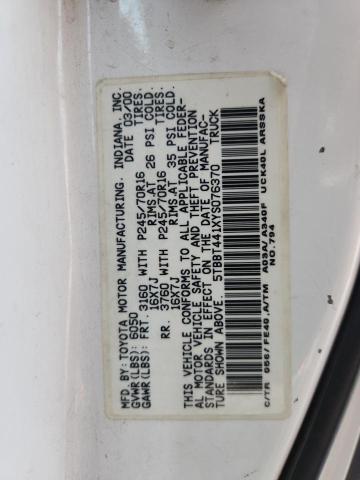 MFD. BY: TOYOTA MOTOR MANUFACTURING. INDIANA, INC.
GVWR(LBS): 6050 DATE 03/00
GAWR(LBS): FRT. 3160 WITH P245/70R16 TIRES.
16X7J RIMS.AT 26 PSI COLD.
RR. 3760 WITH P245/70R16 TIRES.
16X7J RIMS.AT 35 PSI COLD.
THIS VEHICLE CONFORMS TO ALL APPLICABLE FEDER-
AL MOTOR VEHICLE SAFETY AND THEFT PREVENTION
STANDARDS IN EFFECT ON THE DATE OF MANUFAC-
TURE SHOWN ABOVE. 5TBBT441XYS076370 TRUCK
C/TR 056/ FE40 ,A/TM A03A/A340F UCK40L ARSSKA
NO.794